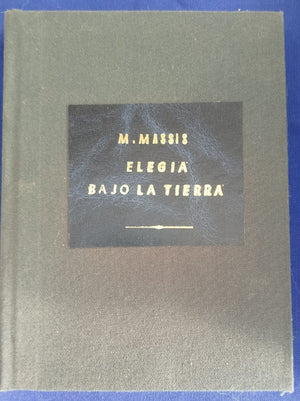 M. MASSIS
ELEGIA
BAJO LA TIERRA